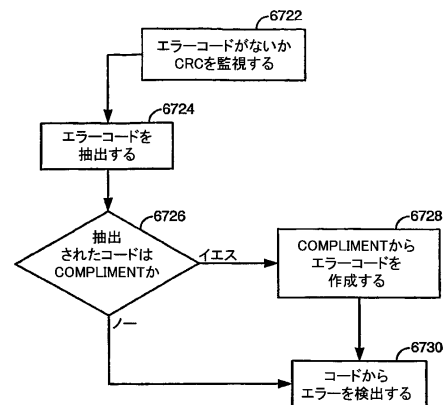 6722
エラーコードがないか
CRCを監視する
6724
エラーコードを
抽出する
6726
抽出
されたコードは
COMPLIMENTか
イエス
ノー
6728
COMPLIMENTから
エラーコードを
作成する
6730
コードから
エラーを検出する